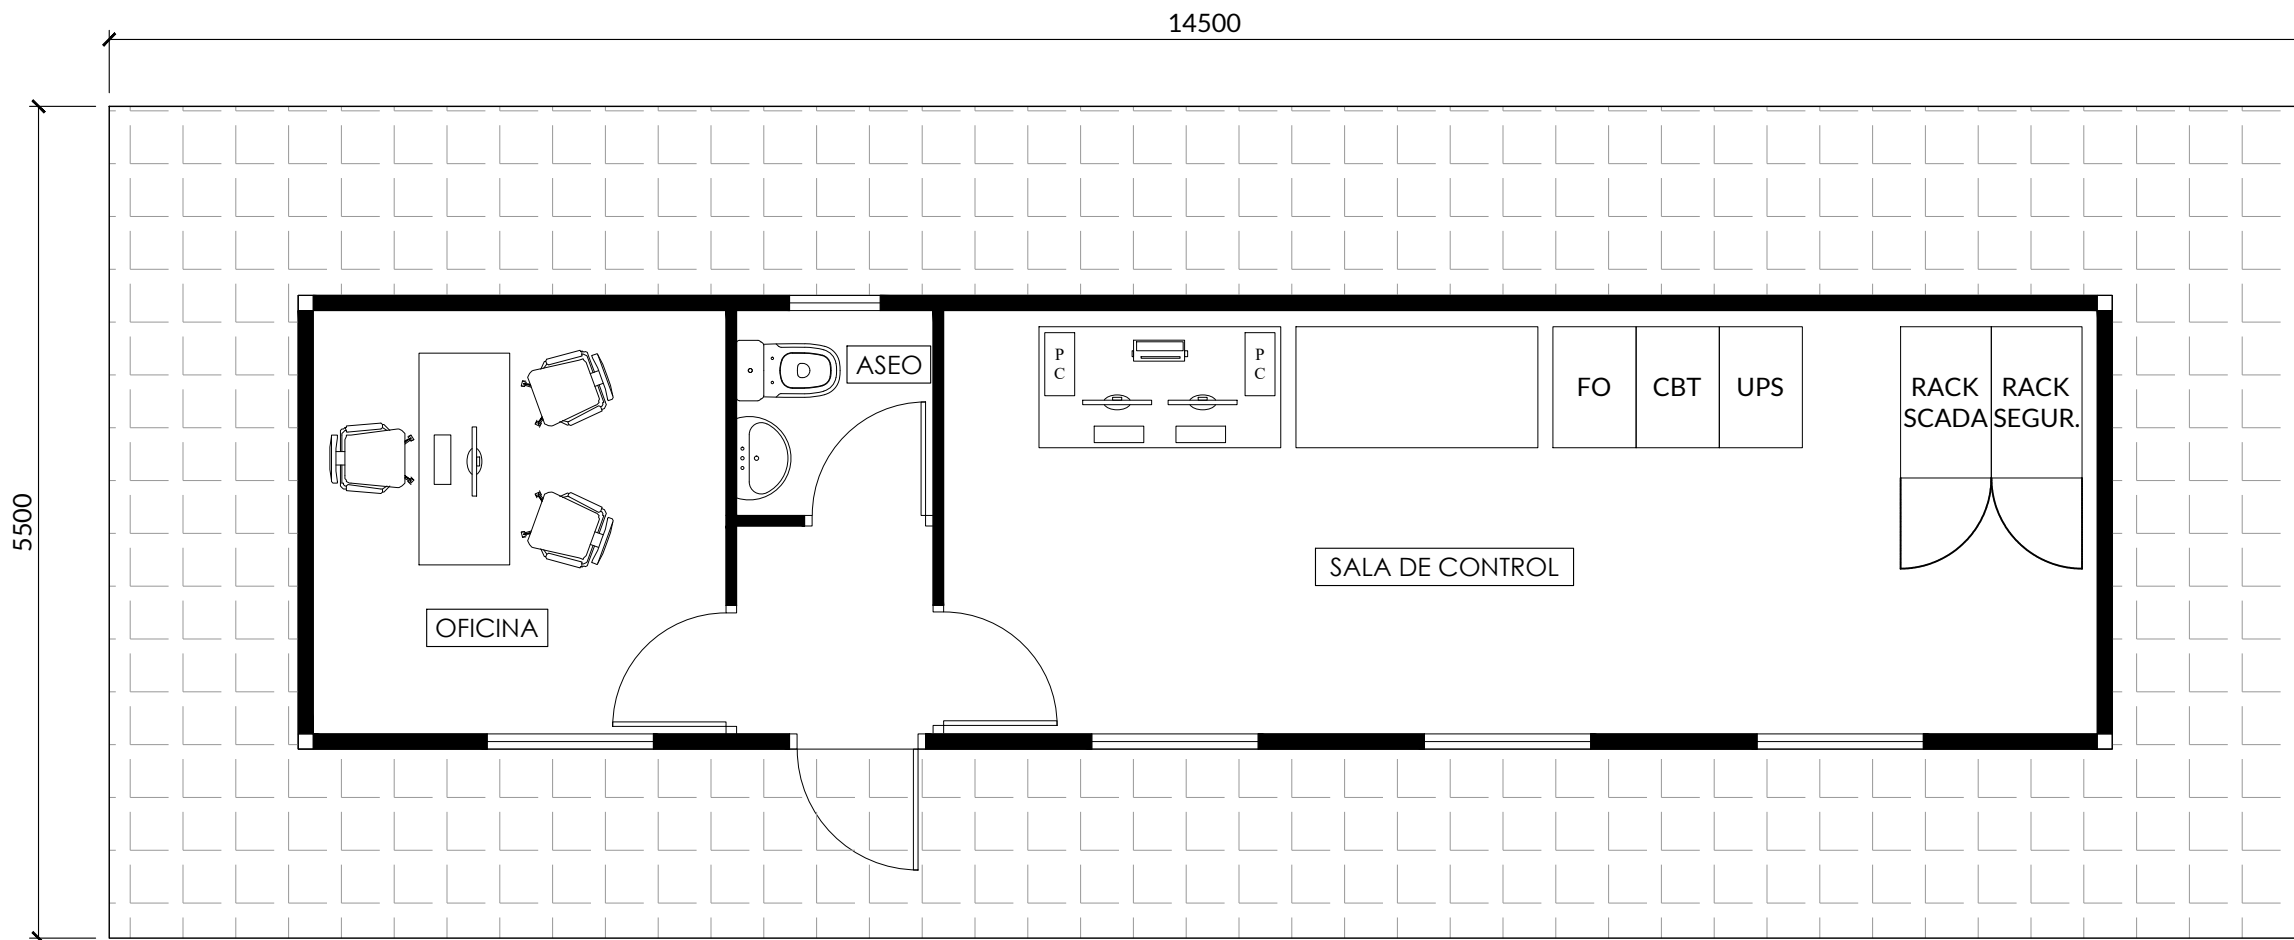 14500
5500
ASEO
P
C
P
C
FO
CBT
UPS
RACK
SCADA
RACK
SEGUR.
SALA DE CONTROL
OFICINA